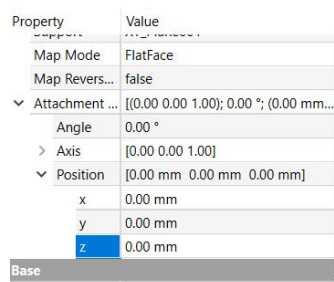 Property Value
Map Mode FlatFace
Map Revers... false
Attachment ... [(0.00 0.00 1.00); 0.00 °; (0.00 mm...
Angle 0.00 °
Axis [0.00 0.00 1.00]
Position [0.00 mm 0.00 mm 0.00 mm]
x 0.00 mm
y 0.00 mm
z 0.00 mm
Base